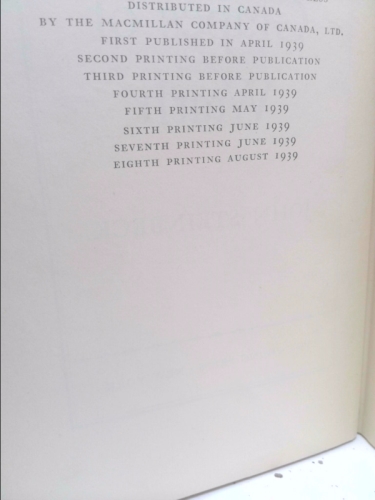 DISTRIBUTED IN CANADA
BY THE MACMILLAN COMPANY OF CANADA, LTD.
FIRST PUBLISHED IN APRIL 1939
SECOND PRINTING BEFORE PUBLICATION
THIRD PRINTING BEFORE PUBLICATION
FOURTH PRINTING APRIL 1939
FIFTH PRINTING MAY 1939
SIXTH PRINTING JUNE 1939
SEVENTH PRINTING JUNE 1939
EIGHTH PRINTING AUGUST 1939